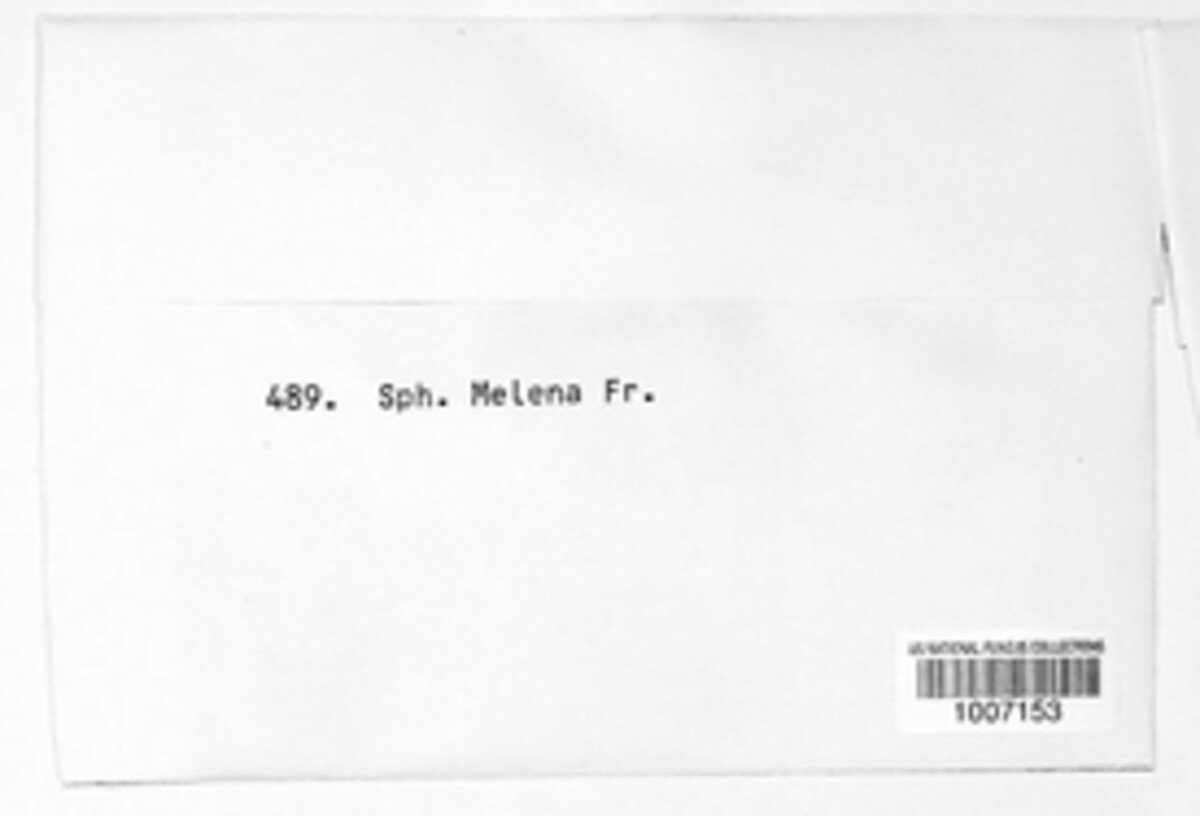 489. Sph. Melena Fr.
US NATIONAL FUNGUS COLLECTIONS
1007153